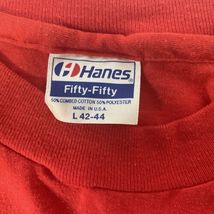 Hanes®
Fifty-Fifty
50% COMBED COTTON 50% POLYESTER
MADE IN U.S.A.
L 42-44